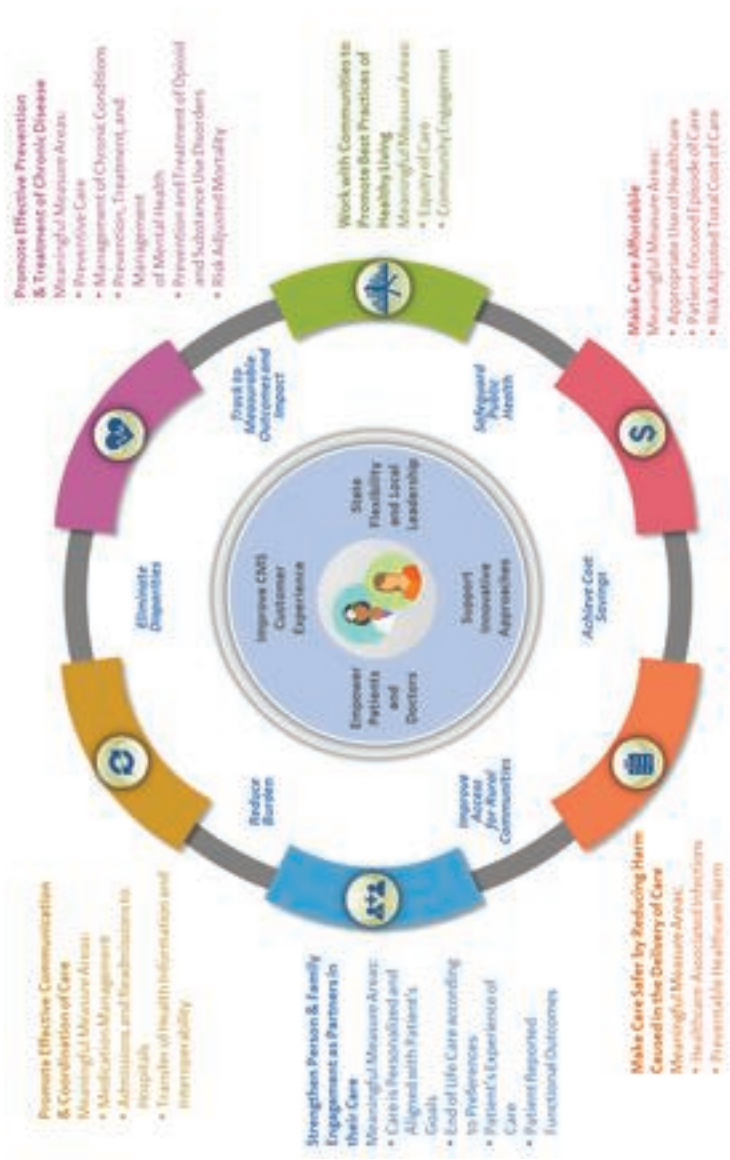 Promote Effective Communication
& Coordination of Care
Meaningful Measure Areas:
• Medication Management
• Admissions and Readmissions to
Hospitals
• Transfer of Health Information and
Interoperability
Promote Effective Prevention
& Treatment of Chronic Disease
Meaningful Measure Areas:
• Preventive Care
• Management of Chronic Conditions
• Prevention, Treatment, and
Management
of Mental Health
• Prevention and Treatment of Opioid
and Substance Use Disorders
• Risk Adjusted Mortality
Strengthen Person & Family
Engagement as Partners in
their Care
Meaningful Measure Areas:
• Care is Personalized and
Aligned with Patient's
Goals
• End of Life Care according
to Preferences
• Patient's Experience of
Care
• Patient Reported
Functional Outcomes
Work with Communities to
Promote Best Practices of
Healthy Living
Meaningful Measure Areas:
• Equity of Care
• Community Engagement
Make Care Safer by Reducing Harm
Caused in the Delivery of Care
Meaningful Measure Areas:
• Healthcare Associated Infections
• Preventable Healthcare Harm
Make Care Affordable
Meaningful Measure Areas:
• Appropriate Use of Healthcare
• Patient-focused Episode of Care
• Risk Adjusted Total Cost of Care
Eliminate
Disparities
Track to
Measurable
Outcomes and
Impact
Safeguard
Public
Health
Achieve Cost
Savings
Improve
Access
for Rural
Communities
Reduce
Burden
Improve CMS
Customer
Experience
State
Flexibility
and Local
Leadership
Support
Innovative
Approaches
Empower
Patients
and
Doctors
$